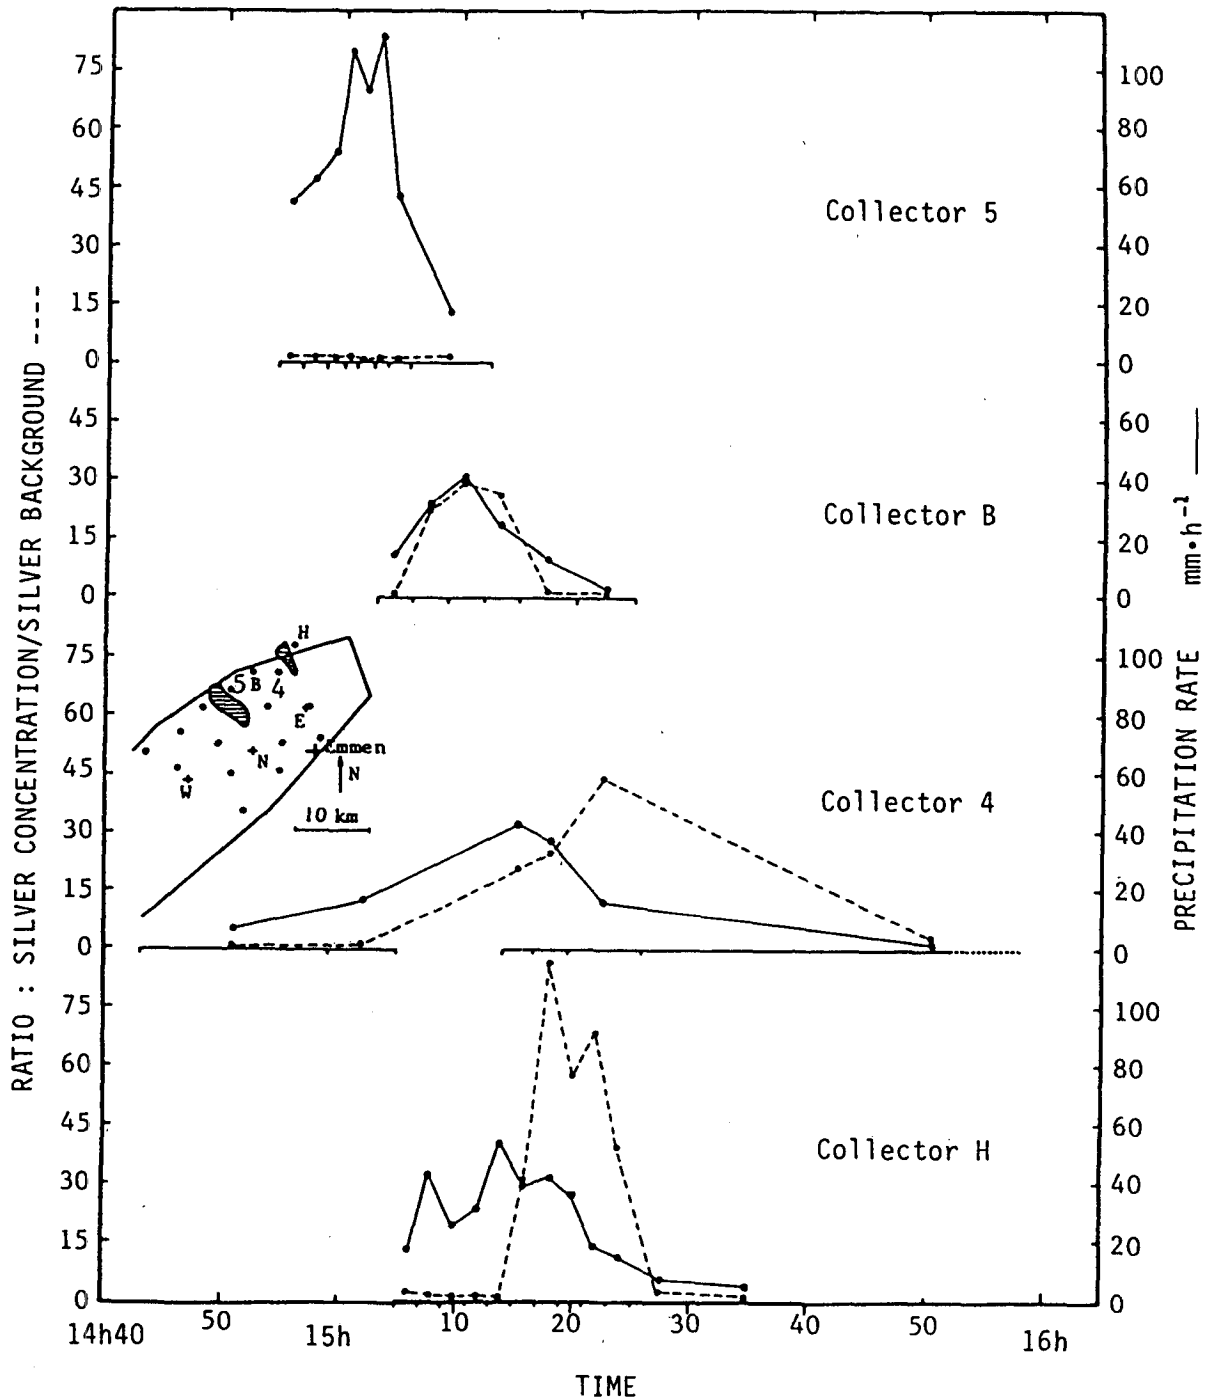 75
60
45
30
15
0
100
80
60
40
20
0
Collector 5
45
30
15
0
60
40
20
0
Collector B
75
60
45
30
15
0
100
80
60
40
20
0
Collector 4
H
5 B 4
E
N
Emmen
W
N
10 km
75
60
45
30
15
0
100
80
60
40
20
0
Collector H
14h40
50
15h
10
20
30
40
50
16h
TIME
RATIO : SILVER CONCENTRATION/SILVER BACKGROUND ----
PRECIPITATION RATE mm·h⁻¹ ——